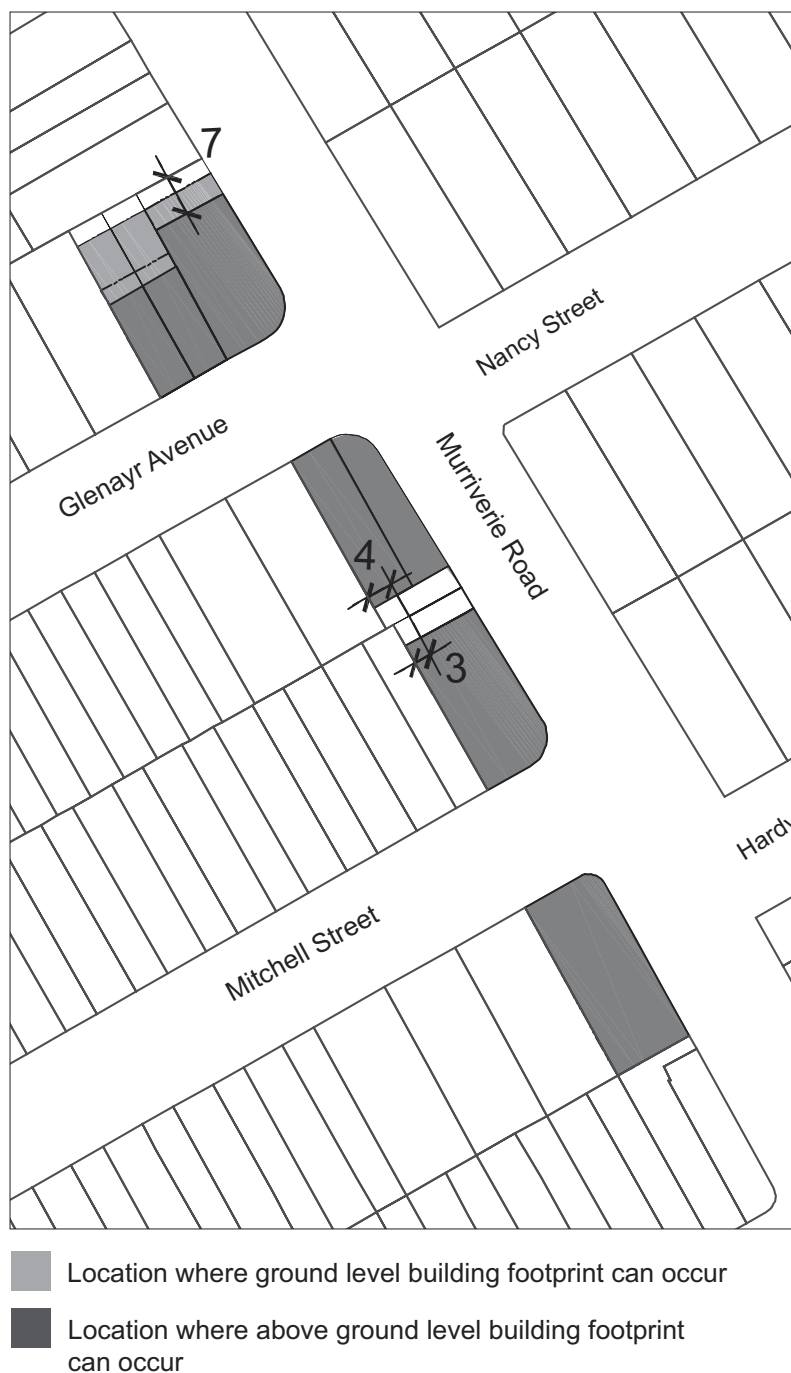 7
Nancy Street
Glenayr Avenue
Murriverie Road
4
3
Mitchell Street
Location where ground level building footprint can occur
Location where above ground level building footprint
can occur